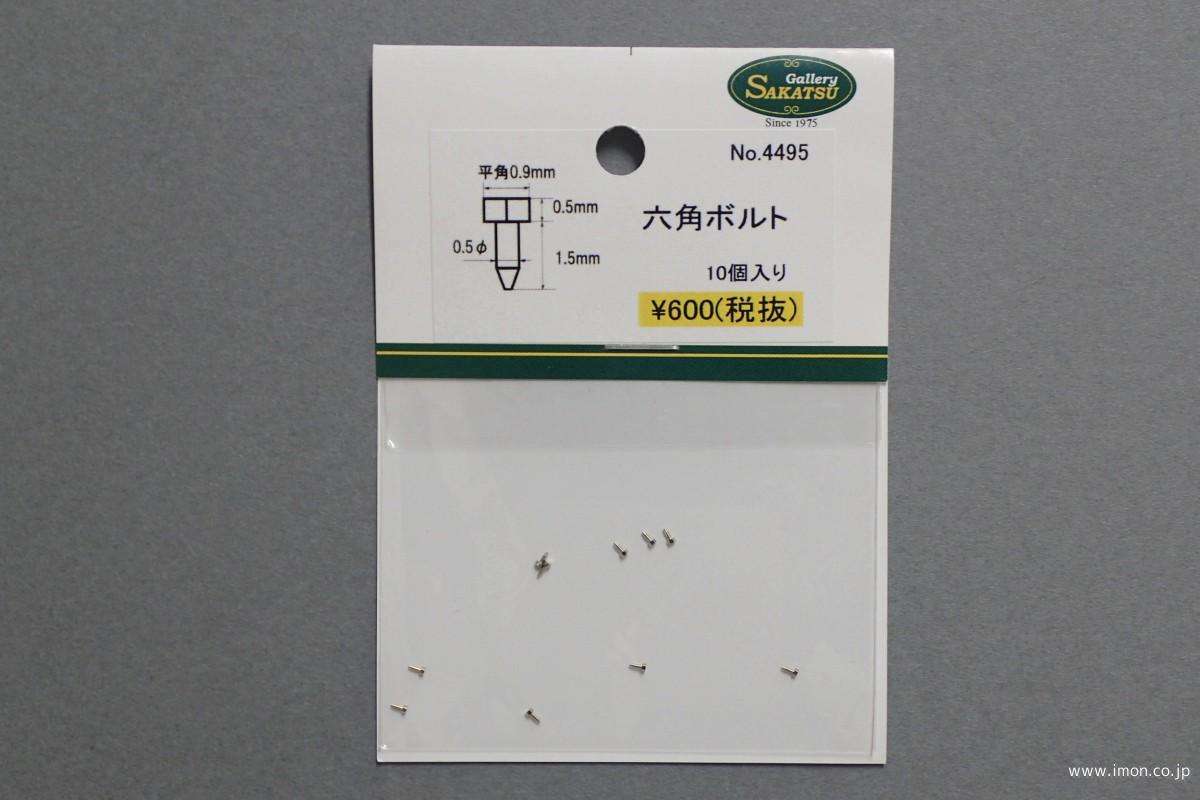 Gallery
SAKATSU
Since 1975
No.4495
平角0.9mm
0.5mm
0.5φ
1.5mm
六角ボルト
10個入り
¥600(税抜)
www.imon.co.jp